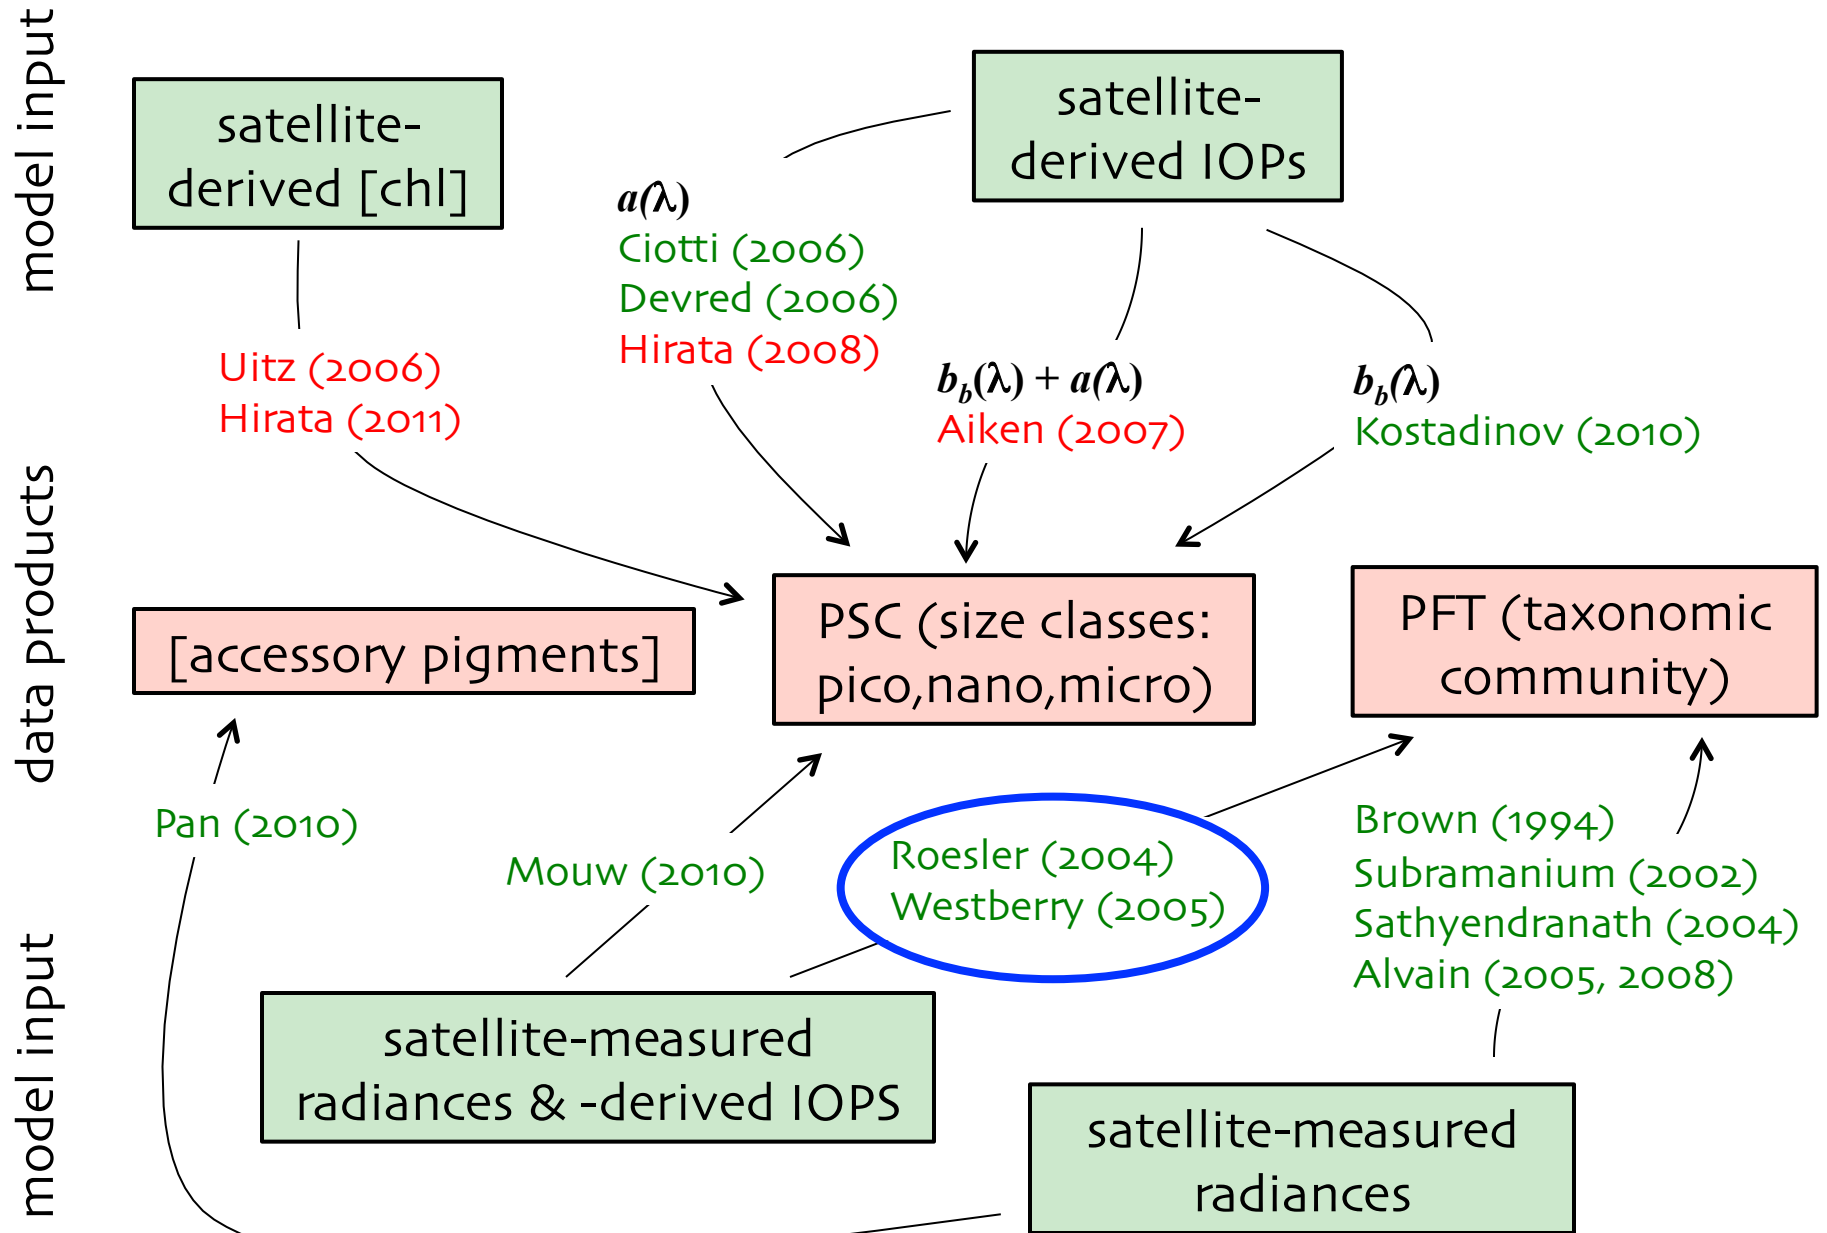 model input
satellite-
derived [chl]
satellite-
derived IOPs
a(λ)
Ciotti (2006)
Devred (2006)
Hirata (2008)
Uitz (2006)
Hirata (2011)
b_b(λ) + a(λ)
Aiken (2007)
b_b(λ)
Kostadinov (2010)
data products
[accessory pigments]
PSC (size classes:
pico,nano,micro)
PFT (taxonomic
community)
Pan (2010)
Mouw (2010)
Roesler (2004)
Westberry (2005)
Brown (1994)
Subramanium (2002)
Sathyendranath (2004)
Alvain (2005, 2008)
model input
satellite-measured
radiances & -derived IOPS
satellite-measured
radiances